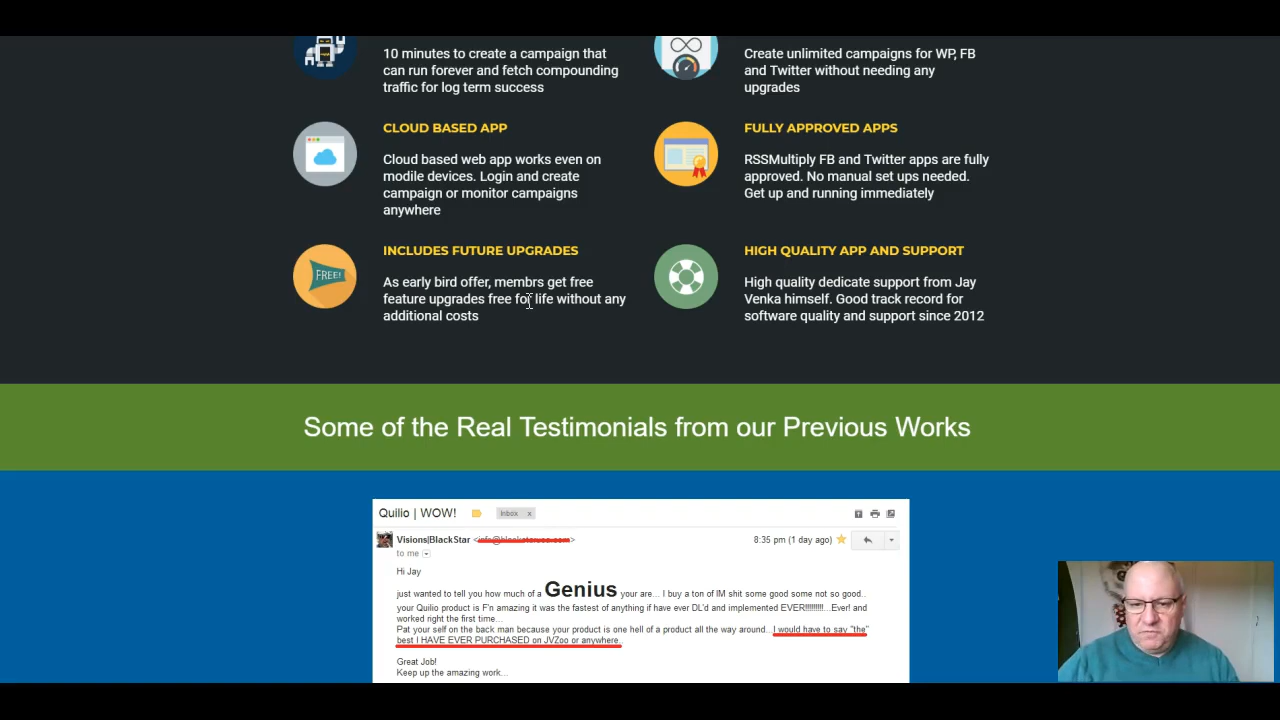 10 minutes to create a campaign that
can run forever and fetch compounding
traffic for log term success
Create unlimited campaigns for WP, FB
and Twitter without needing any
upgrades
CLOUD BASED APP
Cloud based web app works even on
modile devices. Login and create
campaign or monitor campaigns
anywhere
FULLY APPROVED APPS
RSSMultiply FB and Twitter apps are fully
approved. No manual set ups needed.
Get up and running immediately
FREE!
INCLUDES FUTURE UPGRADES
As early bird offer, membrs get free
feature upgrades free for life without any
additional costs
HIGH QUALITY APP AND SUPPORT
High quality dedicate support from Jay
Venka himself. Good track record for
software quality and support since 2012
Some of the Real Testimonials from our Previous Works
Quilio | WOW!
Inbox x
Visions|BlackStar
8:35 pm (1 day ago)
to me
Hi Jay
just wanted to tell you how much of a Genius your are... I buy a ton of IM shit some good some not so good..
your Quilio product is F'n amazing it was the fastest of anything if have ever DL'd and implemented EVER!!!!!!!!!...Ever! and
worked right the first time...
Pat your self on the back man because your product is one hell of a product all the way around.. I would have to say "the"
best I HAVE EVER PURCHASED on JVZoo or anywhere.
Great Job!
Keep up the amazing work...